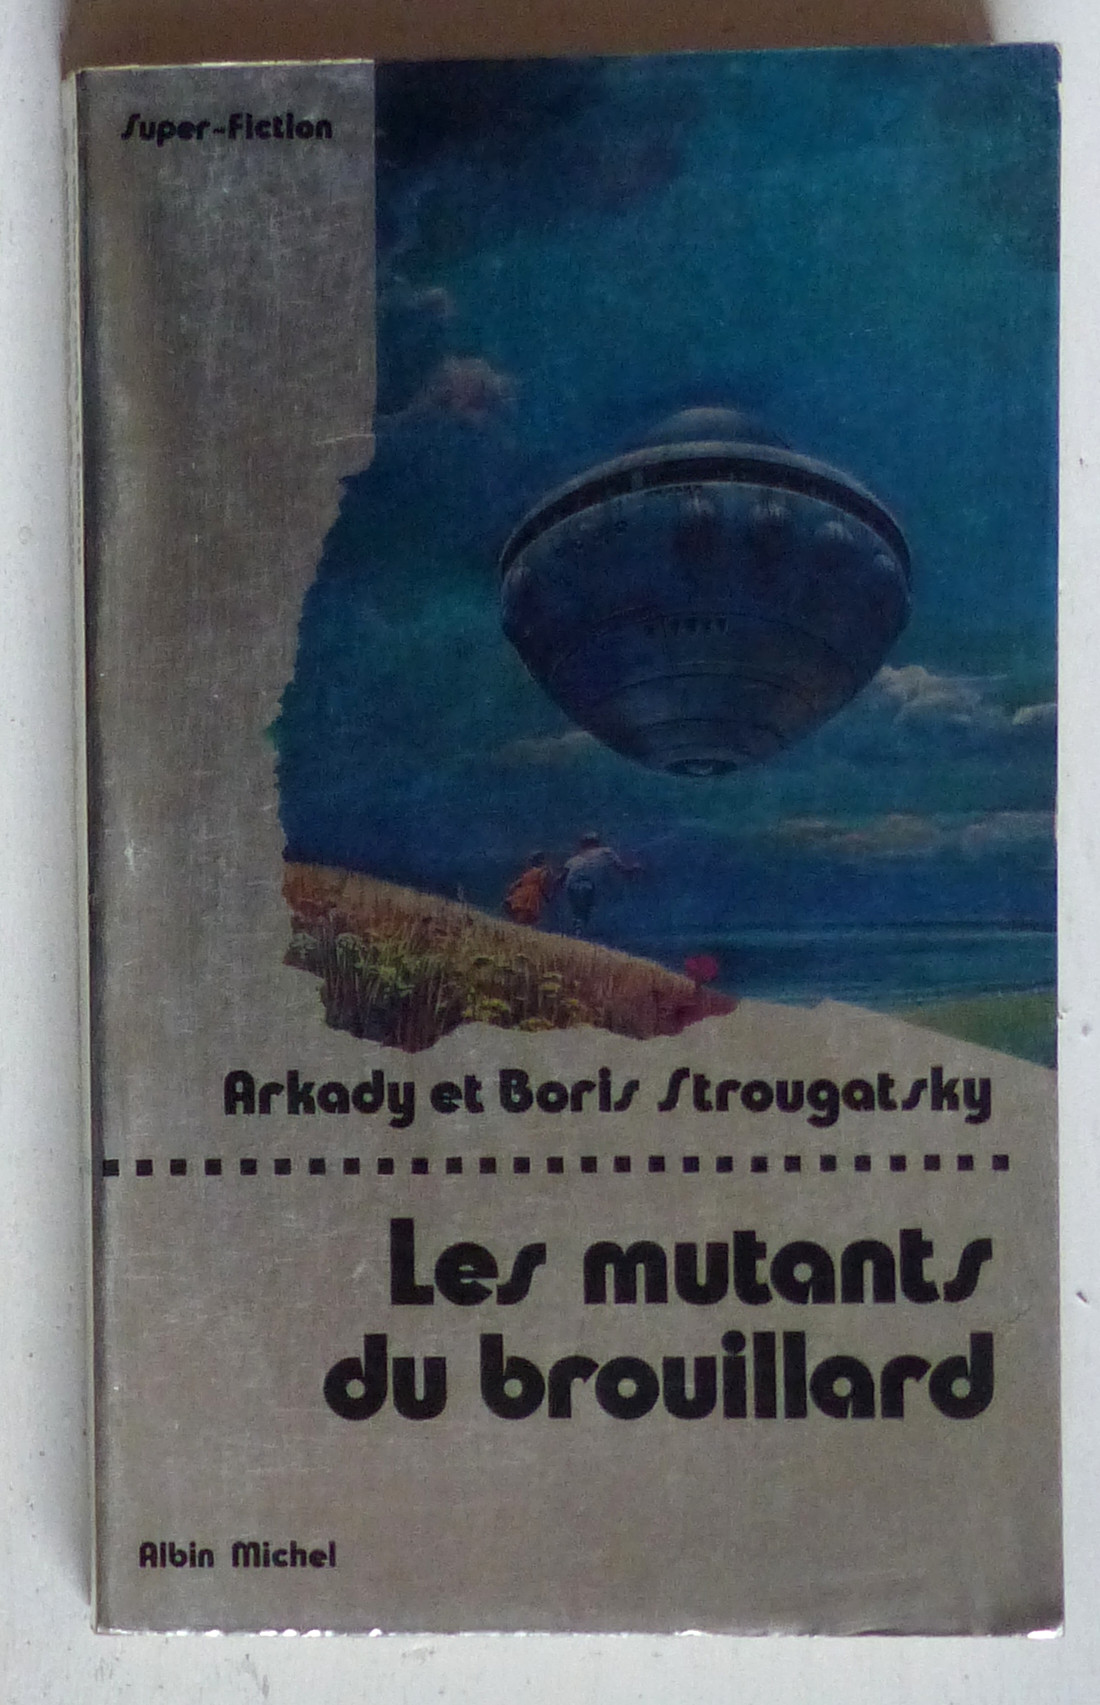 Super-Fiction
Arkady et Boris Strougatsky
Les mutants
du brouillard
Albin Michel